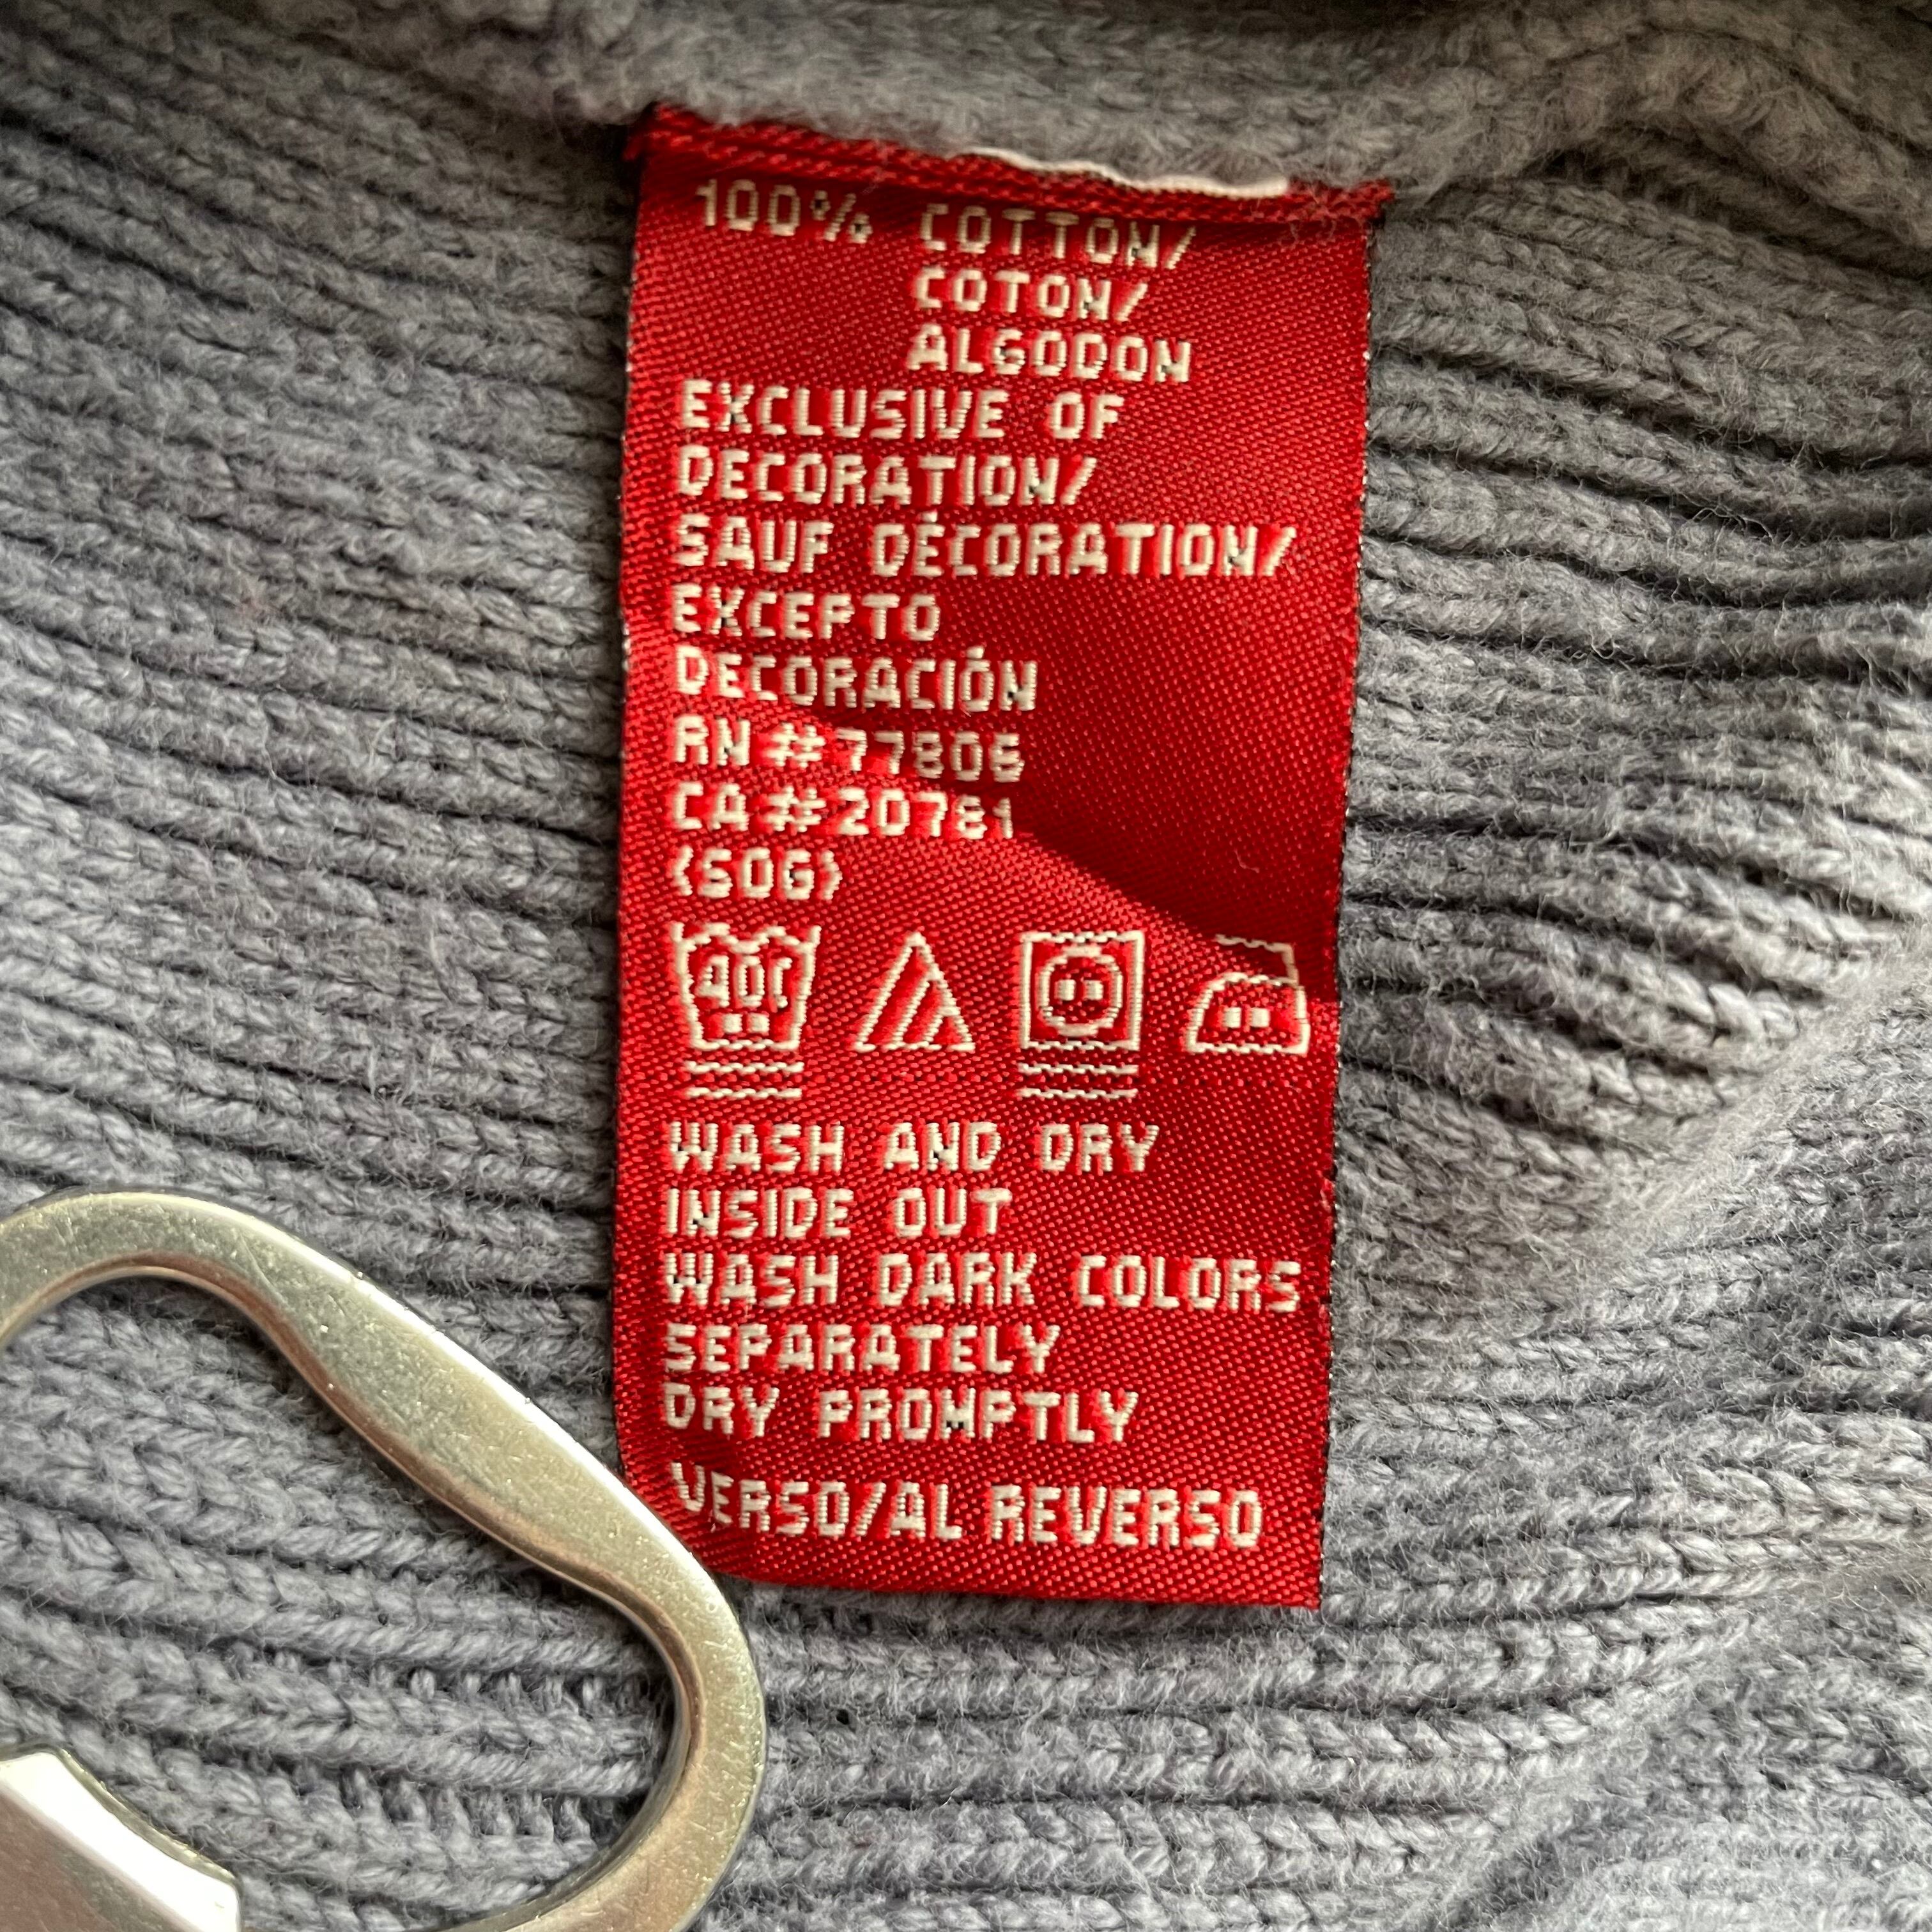 100% COTTON/
COTON/
ALGODON
EXCLUSIVE OF
DECORATION/
SAUF DÉCORATION/
EXCEPTO
DECORACIÓN
RN#77806
CA#20781
(SOG)
40C
WASH AND DRY
INSIDE OUT
WASH DARK COLORS
SEPARATELY
DRY PROMPTLY
VERSO/AL REVERSO